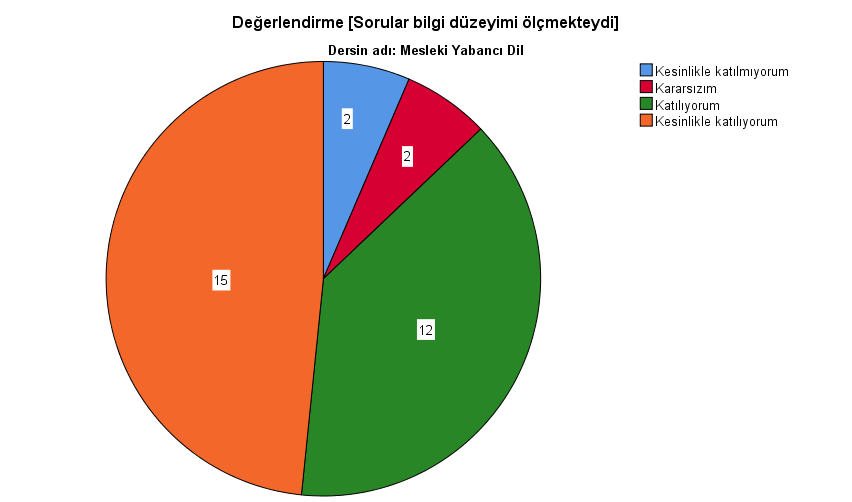 Değerlendirme [Sorular bilgi düzeyimi ölçmekteydi]
Dersin adı: Mesleki Yabancı Dil
Kesinlikle katılmıyorum
Kararsızım
Katılıyorum
Kesinlikle katılıyorum
2
2
15
12